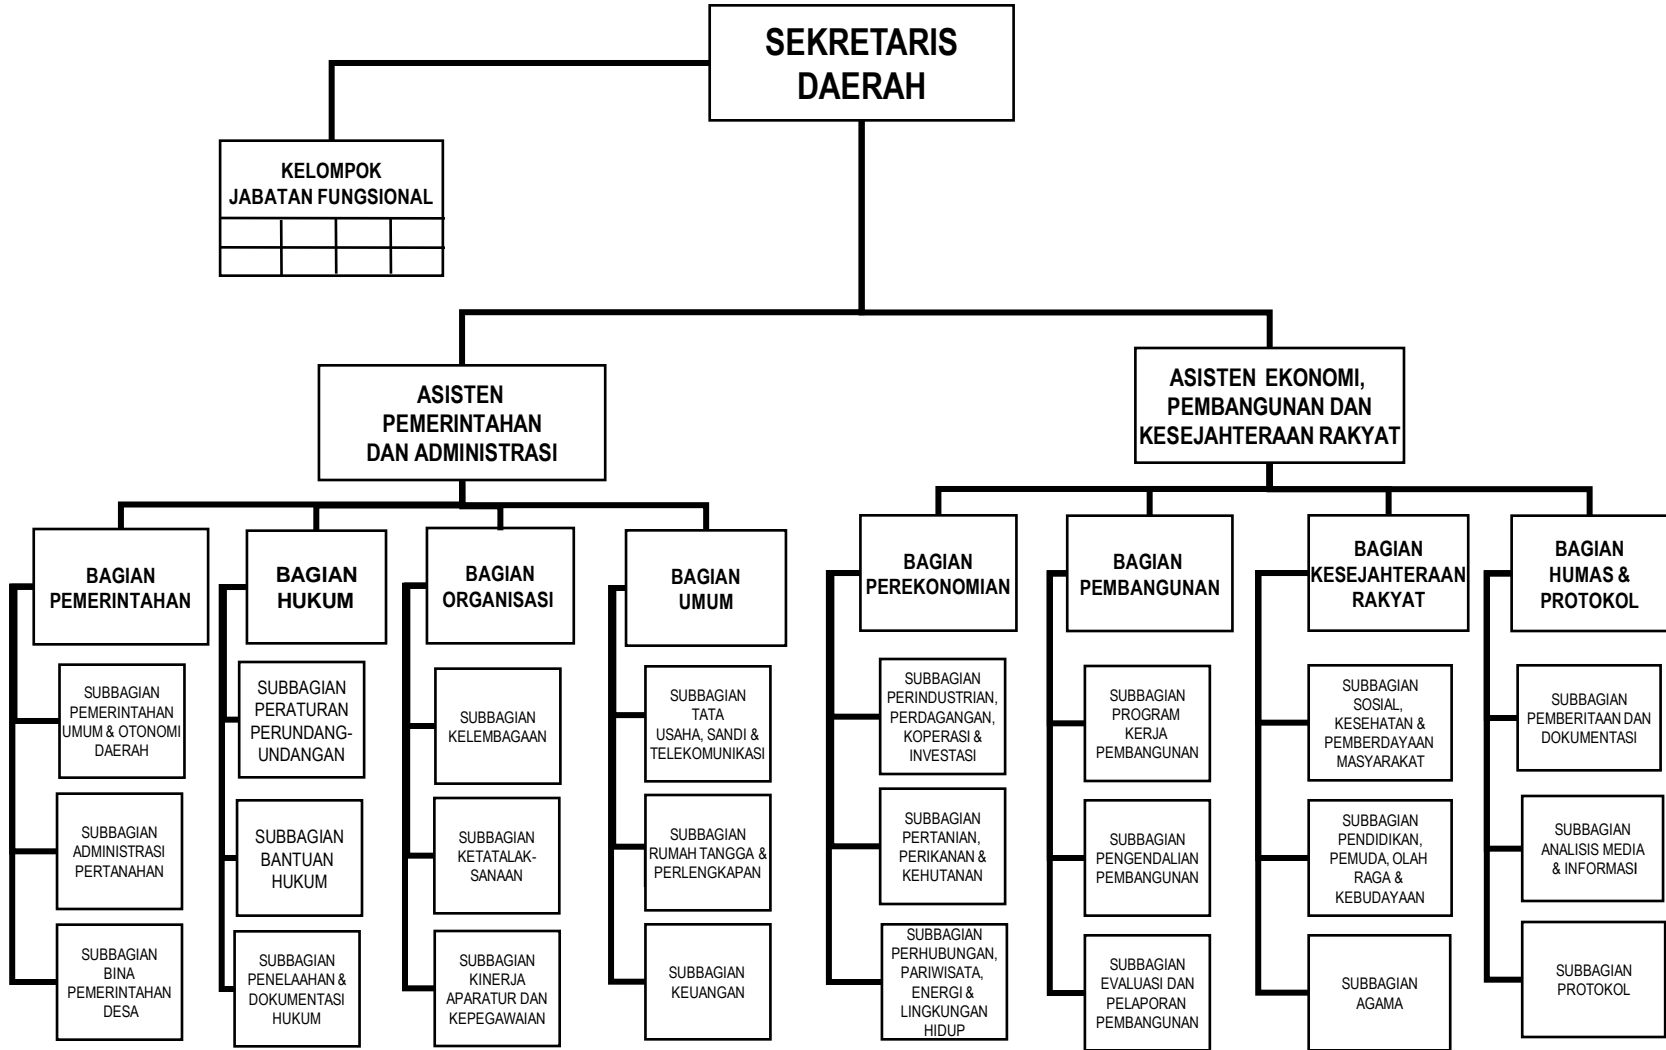 SEKRETARIS
DAERAH
KELOMPOK
JABATAN FUNGSIONAL
ASISTEN
PEMERINTAHAN
DAN ADMINISTRASI
ASISTEN EKONOMI,
PEMBANGUNAN DAN
KESEJAHTERAAN RAKYAT
BAGIAN
PEMERINTAHAN
BAGIAN
HUKUM
BAGIAN
ORGANISASI
BAGIAN
UMUM
BAGIAN
PEREKONOMIAN
BAGIAN
PEMBANGUNAN
BAGIAN
KESEJAHTERAAN
RAKYAT
BAGIAN
HUMAS &
PROTOKOL
SUBBAGIAN
PEMERINTAHAN
UMUM & OTONOMI
DAERAH
SUBBAGIAN
PERATURAN
PERUNDANG-
UNDANGAN
SUBBAGIAN
KELEMBAGAAN
SUBBAGIAN
TATA
USAHA, SANDI &
TELEKOMUNIKASI
SUBBAGIAN
PERINDUSTRIAN,
PERDAGANGAN,
KOPERASI &
INVESTASI
SUBBAGIAN
PROGRAM
KERJA
PEMBANGUNAN
SUBBAGIAN
SOSIAL,
KESEHATAN &
PEMBERDAYAAN
MASYARAKAT
SUBBAGIAN
PEMBERITAAN DAN
DOKUMENTASI
SUBBAGIAN
ADMINISTRASI
PERTANAHAN
SUBBAGIAN
BANTUAN
HUKUM
SUBBAGIAN
KETATALAK-
SANAAN
SUBBAGIAN
RUMAH TANGGA &
PERLENGKAPAN
SUBBAGIAN
PERTANIAN,
PERIKANAN &
KEHUTANAN
SUBBAGIAN
PENGENDALIAN
PEMBANGUNAN
SUBBAGIAN
PENDIDIKAN,
PEMUDA, OLAH
RAGA &
KEBUDAYAAN
SUBBAGIAN
ANALISIS MEDIA
& INFORMASI
SUBBAGIAN
BINA
PEMERINTAHAN
DESA
SUBBAGIAN
PENELAAHAN &
DOKUMENTASI
HUKUM
SUBBAGIAN
KINERJA
APARATUR DAN
KEPEGAWAIAN
SUBBAGIAN
KEUANGAN
SUBBAGIAN
PERHUBUNGAN,
PARIWISATA,
ENERGI &
LINGKUNGAN
HIDUP
SUBBAGIAN
EVALUASI DAN
PELAPORAN
PEMBANGUNAN
SUBBAGIAN
AGAMA
SUBBAGIAN
PROTOKOL